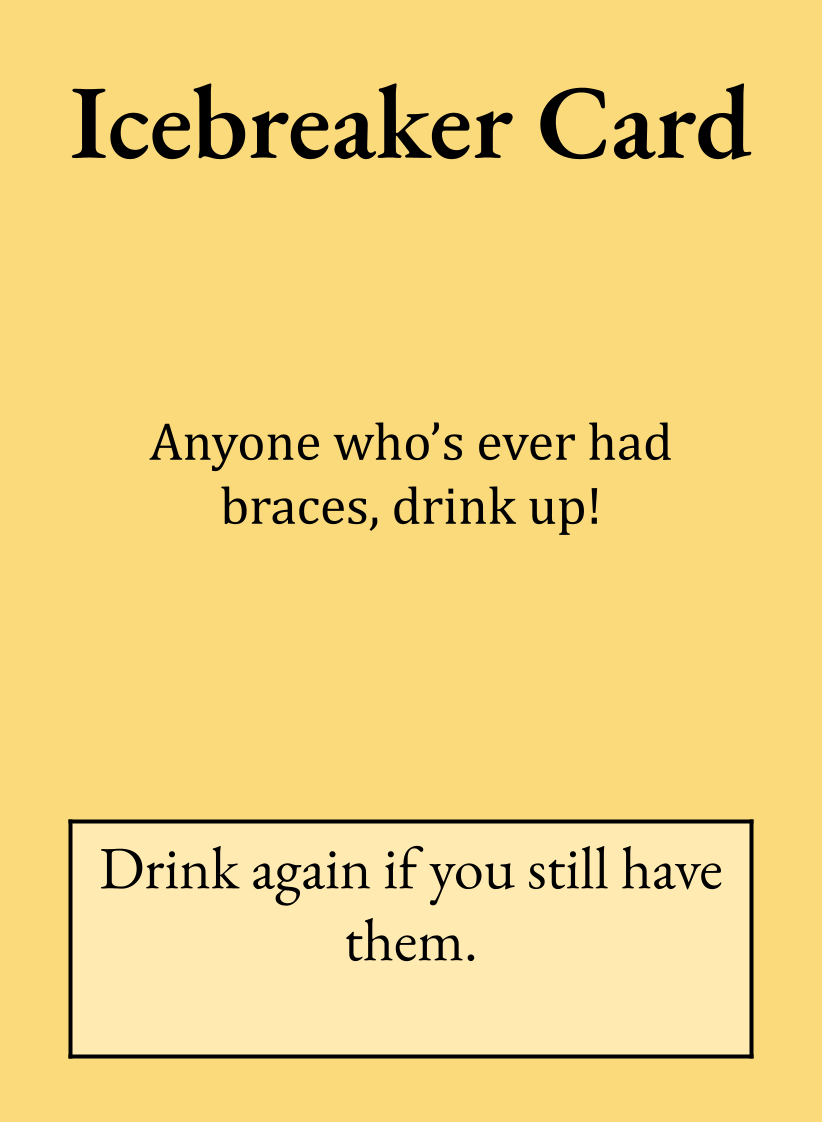 Icebreaker Card
Anyone who’s ever had
braces, drink up!
Drink again if you still have
them.